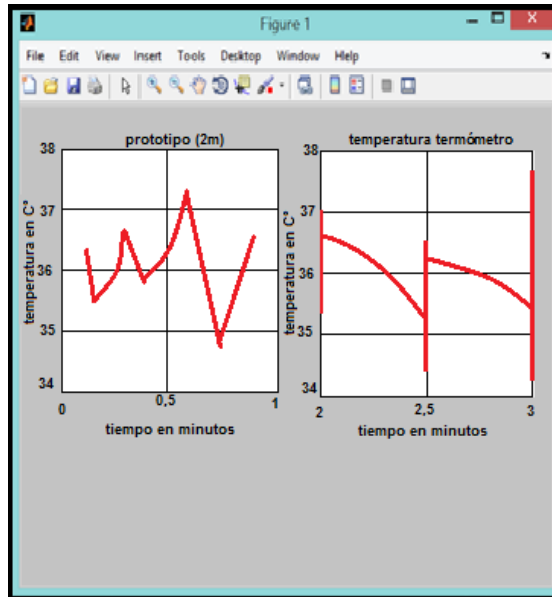 Figure 1
X
File Edit View Insert Tools Desktop Window Help
prototipo (2m)
38
37
36
35
34
temperatura en C°
0 0,5 1
tiempo en minutos
temperatura termómetro
38
37
36
35
34
temperatura en C°
2 2,5 3
tiempo en minutos